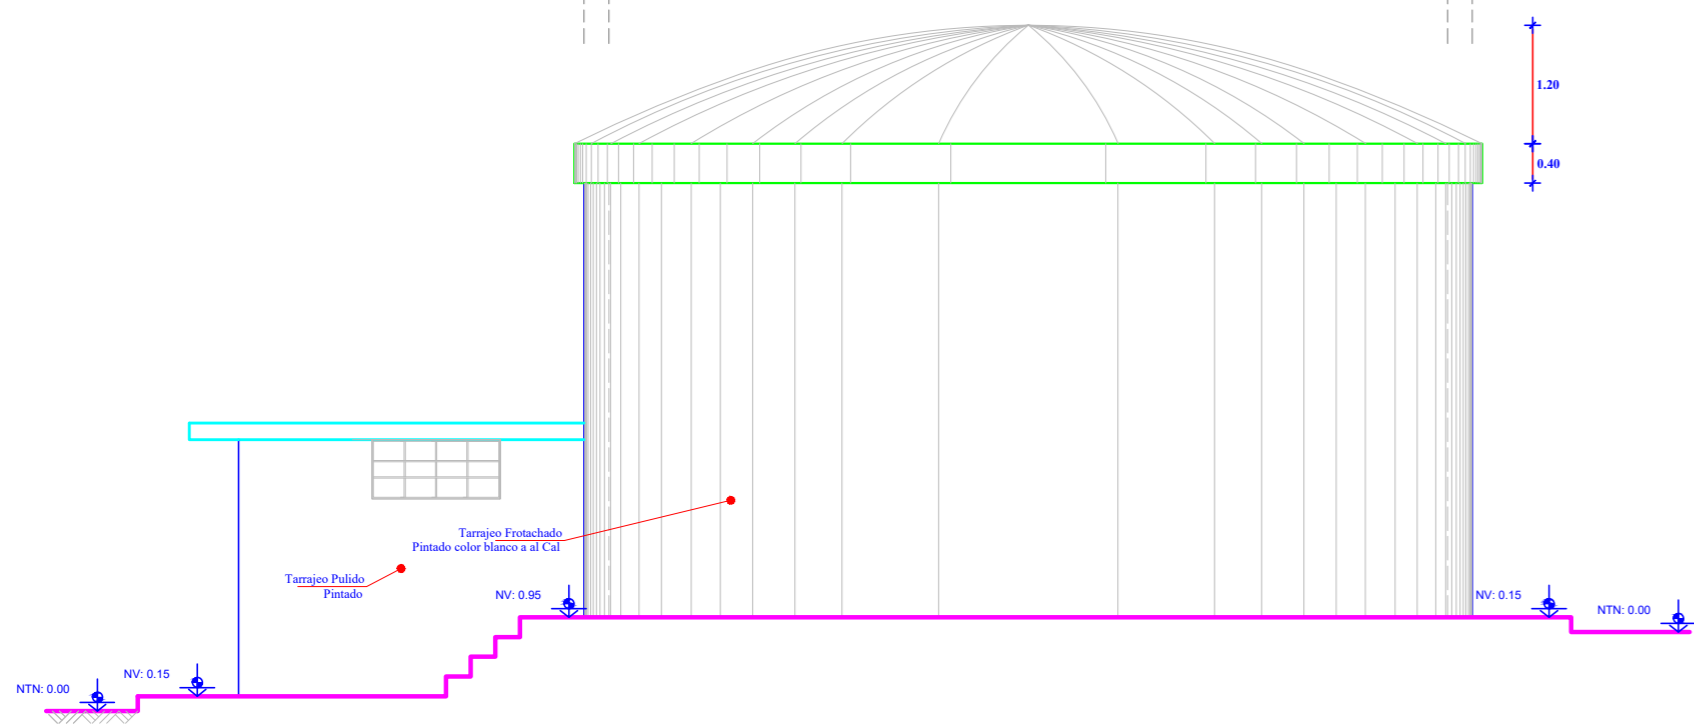 1.20
0.40
Tarrajeo Frotachado
Pintado color blanco a al Cal
Tarrajeo Pulido
Pintado
NV: 0.95
NV: 0.15
NTN: 0.00
NV: 0.15
NTN: 0.00